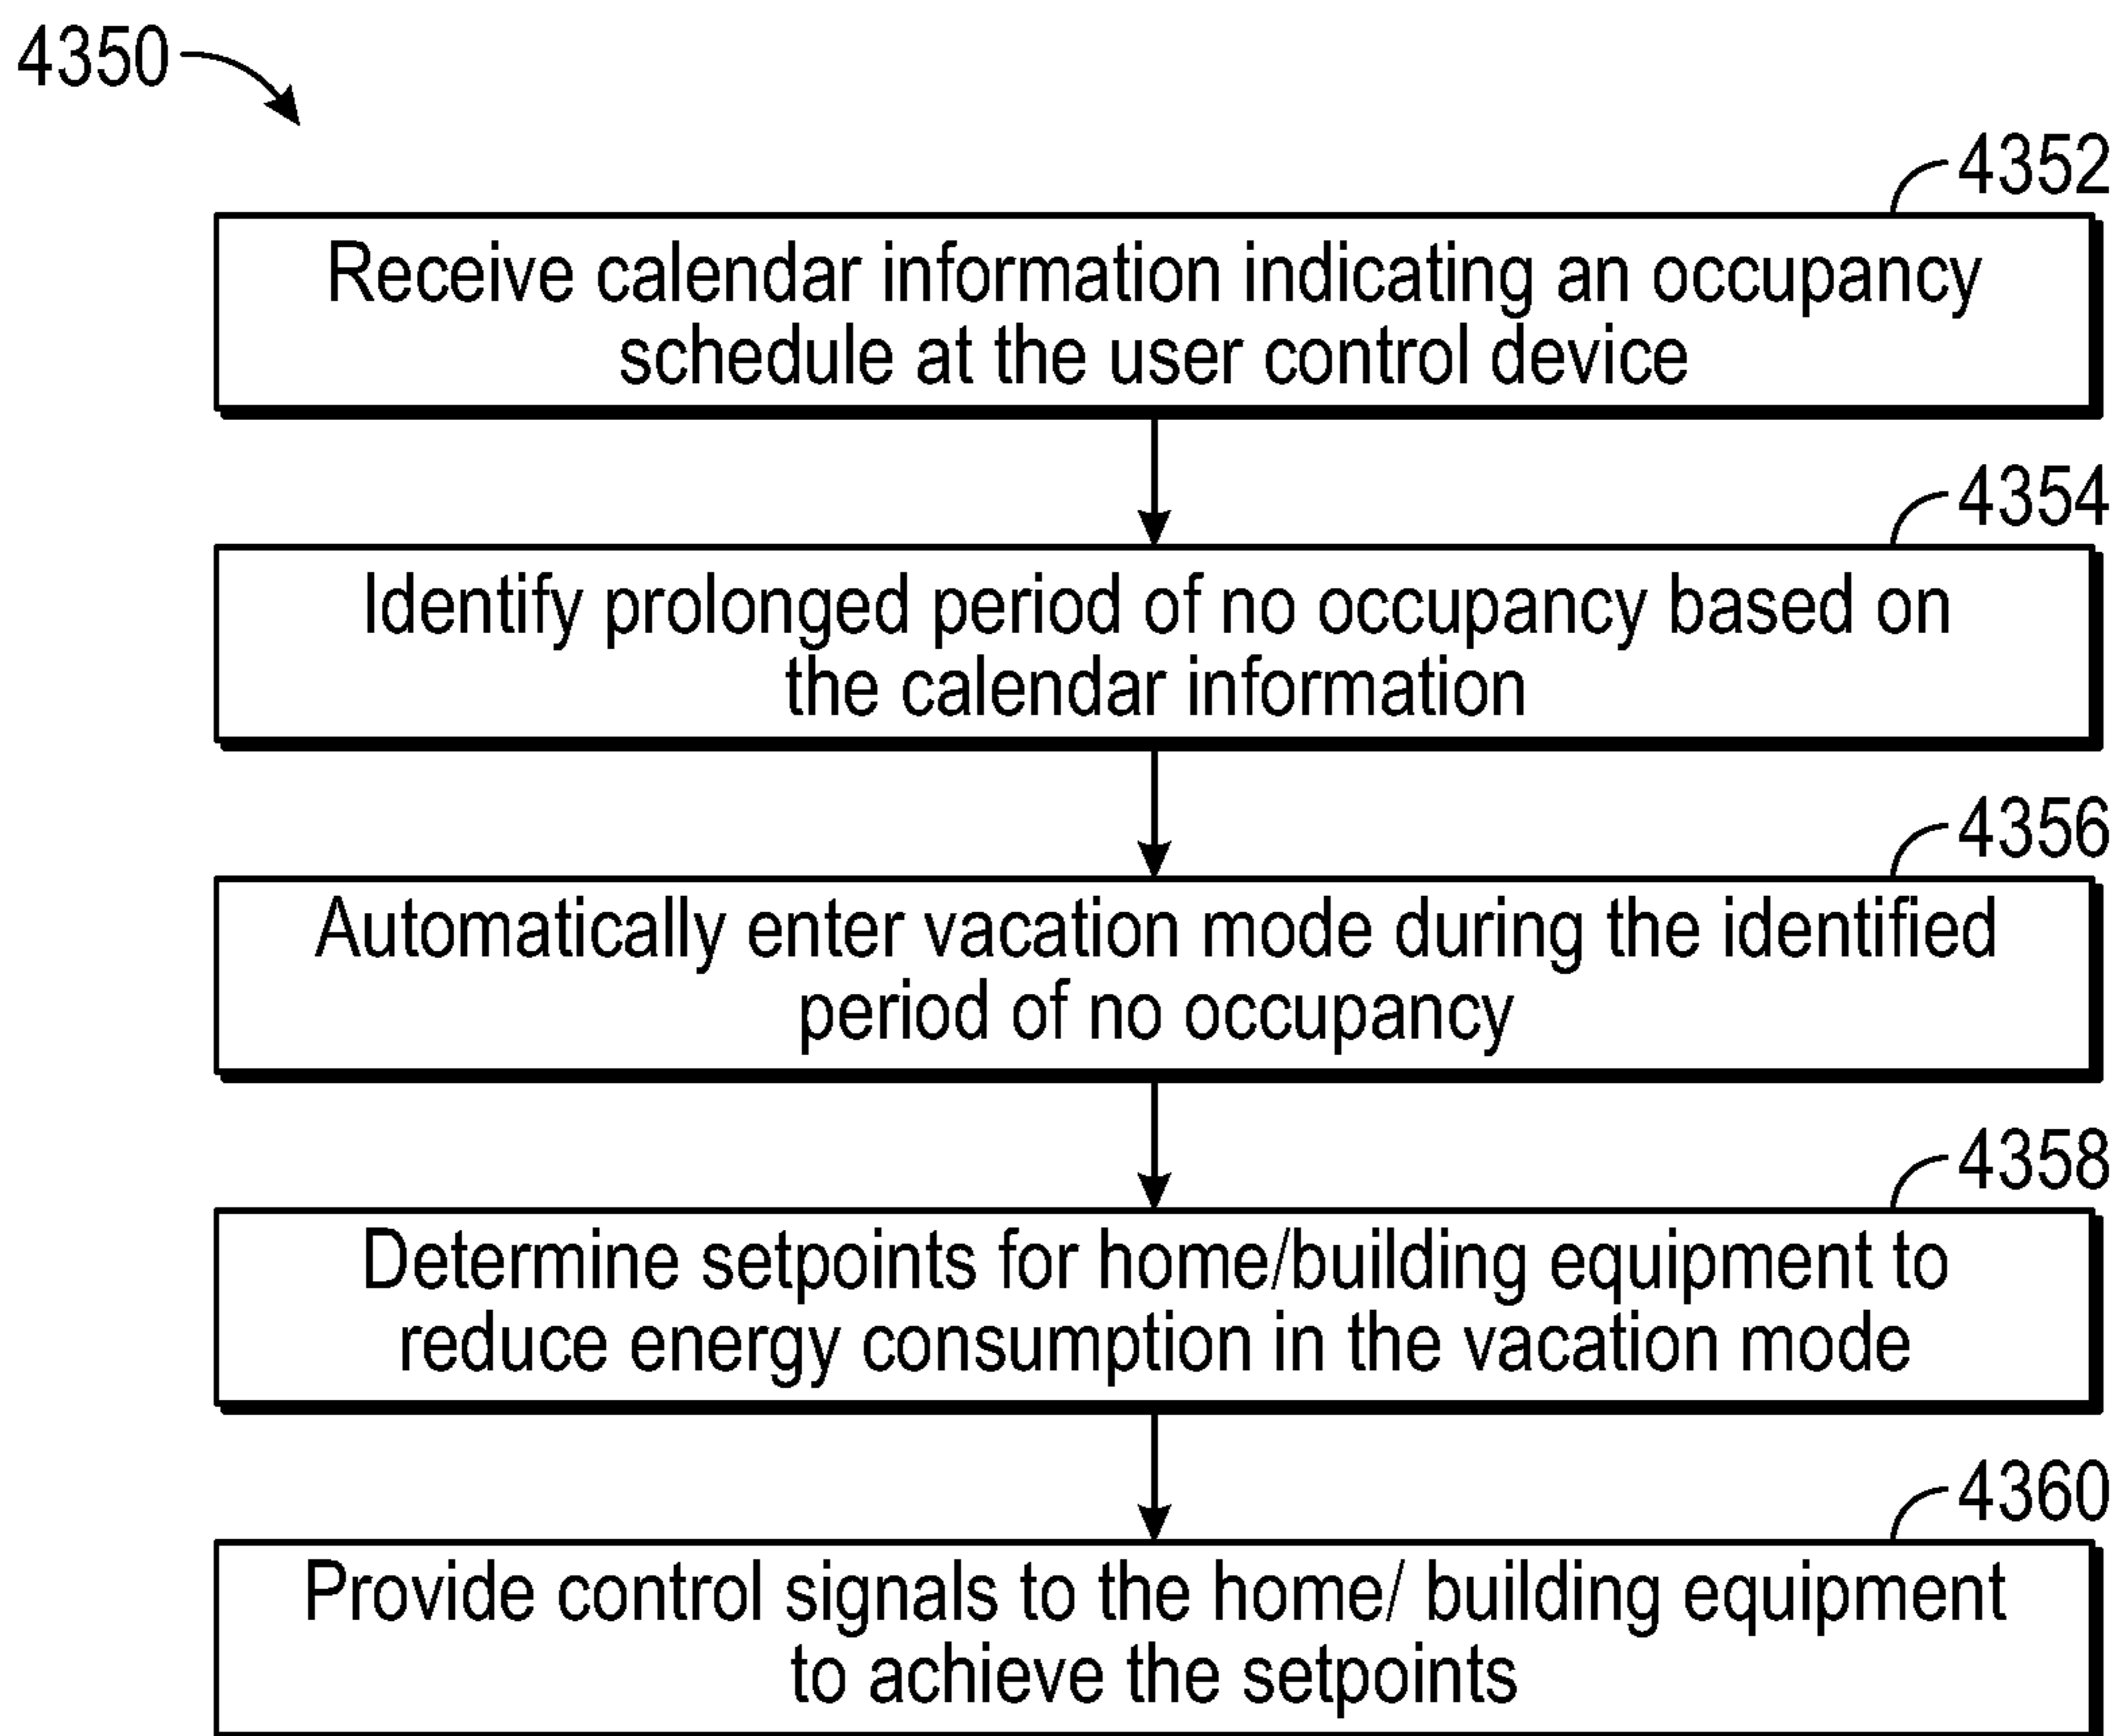 4350
4352
Receive calendar information indicating an occupancy
schedule at the user control device
4354
Identify prolonged period of no occupancy based on
the calendar information
4356
Automatically enter vacation mode during the identified
period of no occupancy
4358
Determine setpoints for home/building equipment to
reduce energy consumption in the vacation mode
4360
Provide control signals to the home/ building equipment
to achieve the setpoints